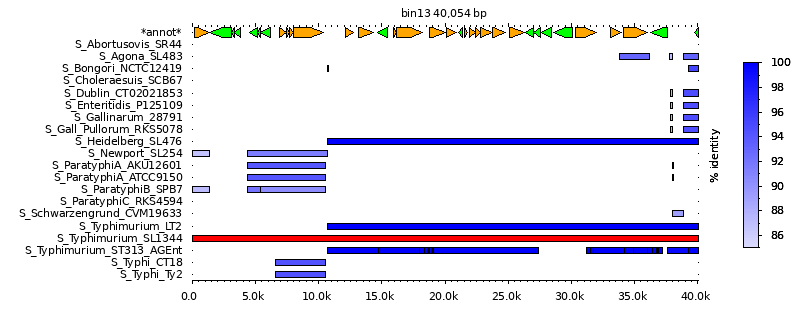 bin13 40,054 bp
*annot*
S_Abortusovis_SR44
S_Agona_SL483
S_Bongori_NCTC12419
S_Choleraesuis_SCB67
S_Dublin_CT02021853
S_Enteritidis_P125109
S_Gallinarum_28791
S_Gall_Pullorum_RKS5078
S_Heidelberg_SL476
S_Newport_SL254
S_ParatyphiA_AKU12601
S_ParatyphiA_ATCC9150
S_ParatyphiB_SPB7
S_ParatyphiC_RKS4594
S_Schwarzengrund_CVM19633
S_Typhimurium_LT2
S_Typhimurium_SL1344
S_Typhimurium_ST313_AGEnt
S_Typhi_CT18
S_Typhi_Ty2
0.0 5.0k 10.0k 15.0k 20.0k 25.0k 30.0k 35.0k 40.0k
% identity
100
98
96
94
92
90
88
86